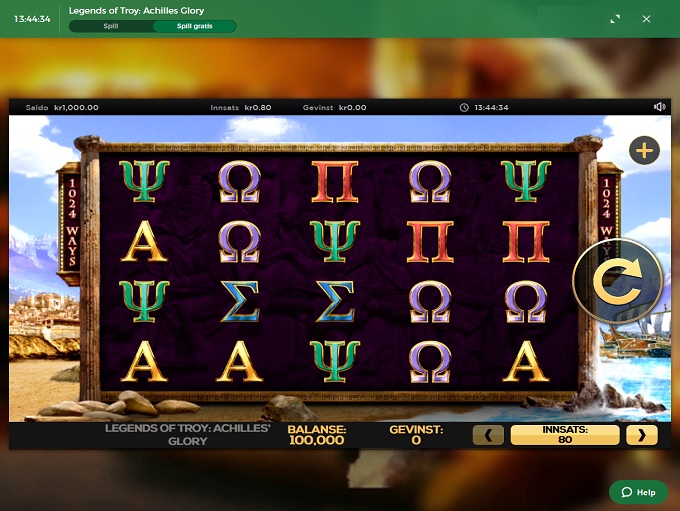 13:44:34
Legends of Troy: Achilles Glory
Spill
Spill gratis
Saldo kr1,000.00
Innsats kr0.80
Gevinst kr0.00
13:44:34
1024 WAYS
1024 WAYS
Ψ Ω Π Ω Ψ
Α Ω Ψ Π Π
Ψ Σ Σ Ω Ω
Α Α Ψ Ω Α
LEGENDS OF TROY: ACHILLES'
GLORY
BALANSE:
100,000
GEVINST:
0
INNSATS:
80
Help